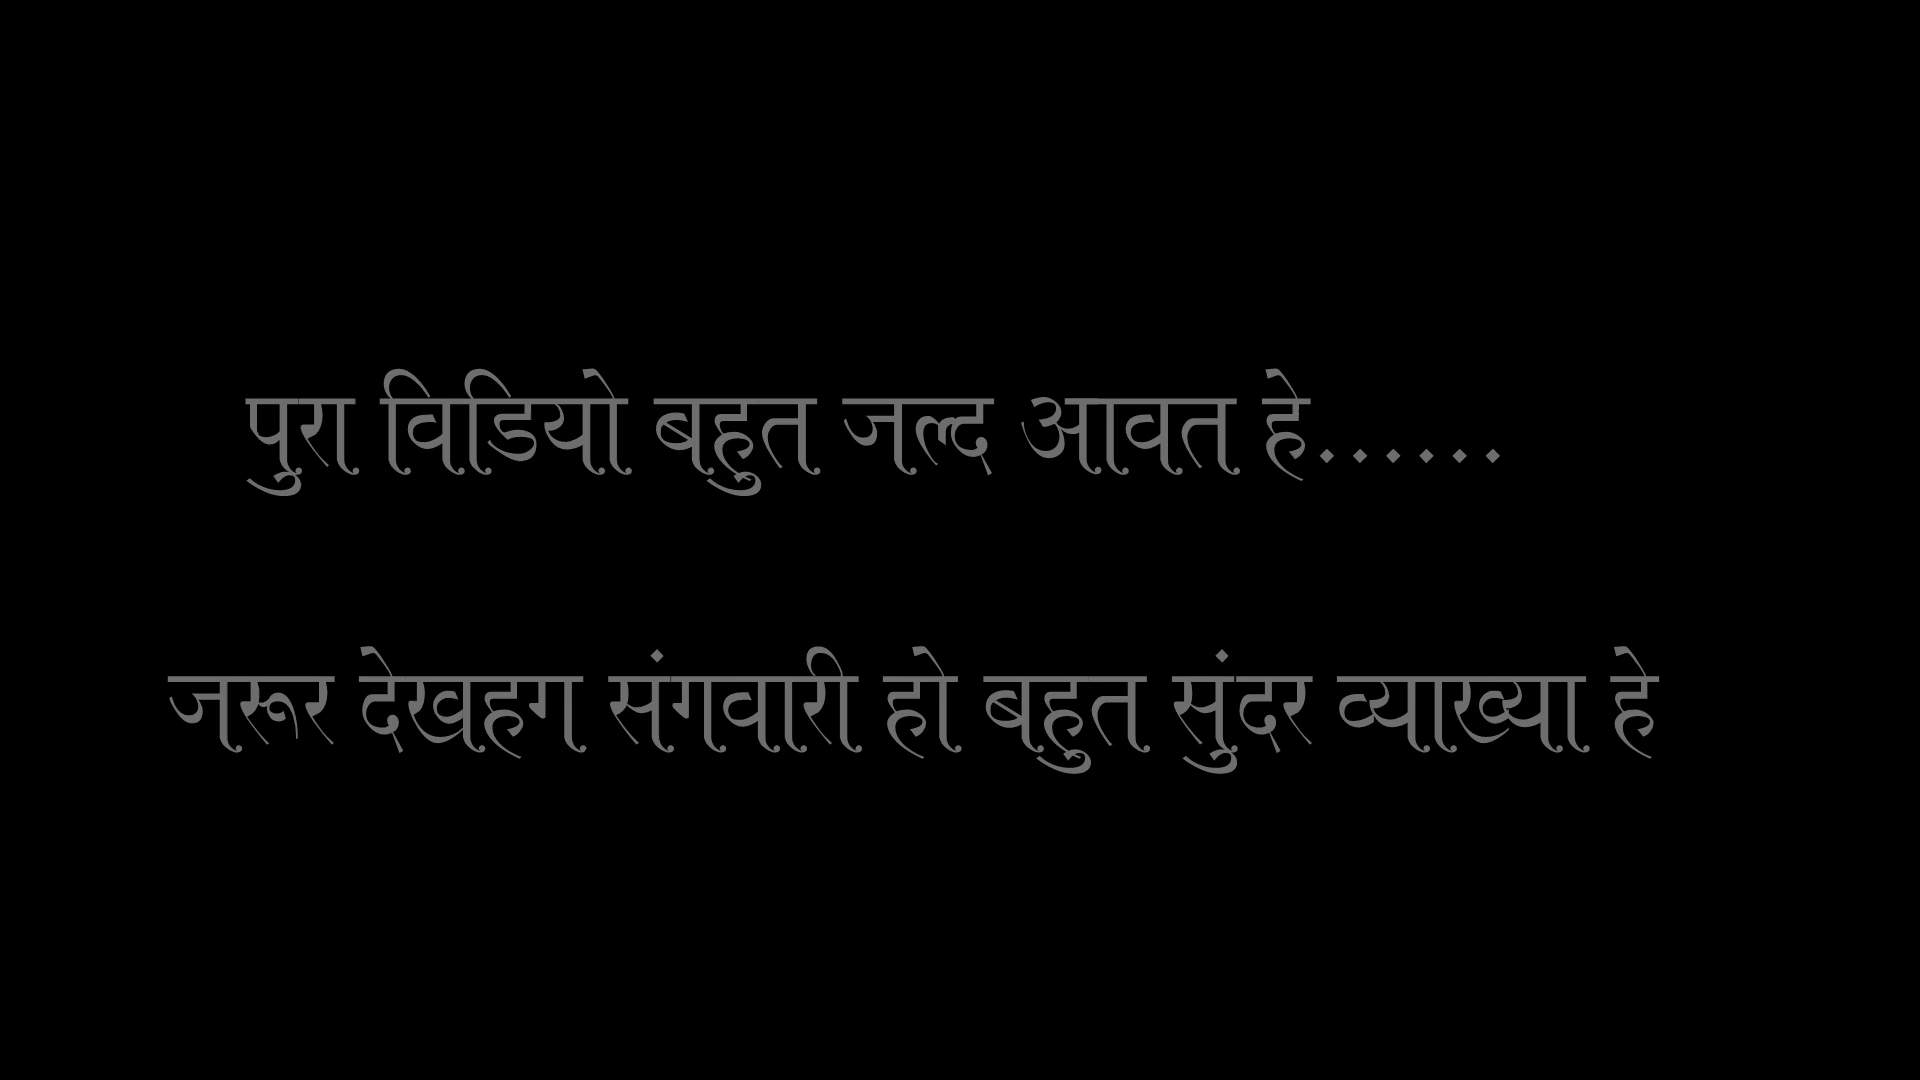 पुरा विडियो बहुत जल्द आवत हे......
जरूर देखहग संगवारी हो बहुत सुंदर व्याख्या हे